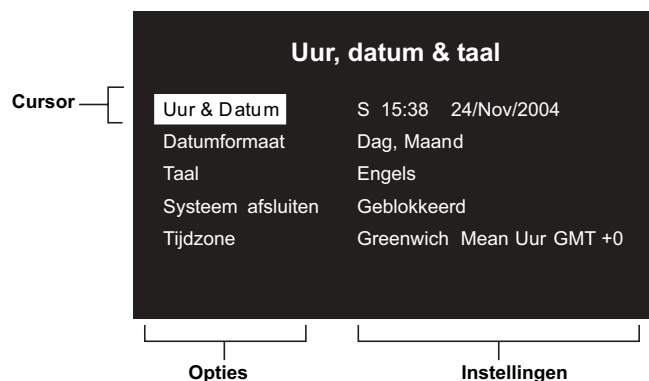 Uur, datum & taal
Cursor
Uur & Datum S 15:38 24/Nov/2004
Datumformaat Dag, Maand
Taal Engels
Systeem afsluiten Geblokkeerd
Tijdzone Greenwich Mean Uur GMT +0
Opties Instellingen